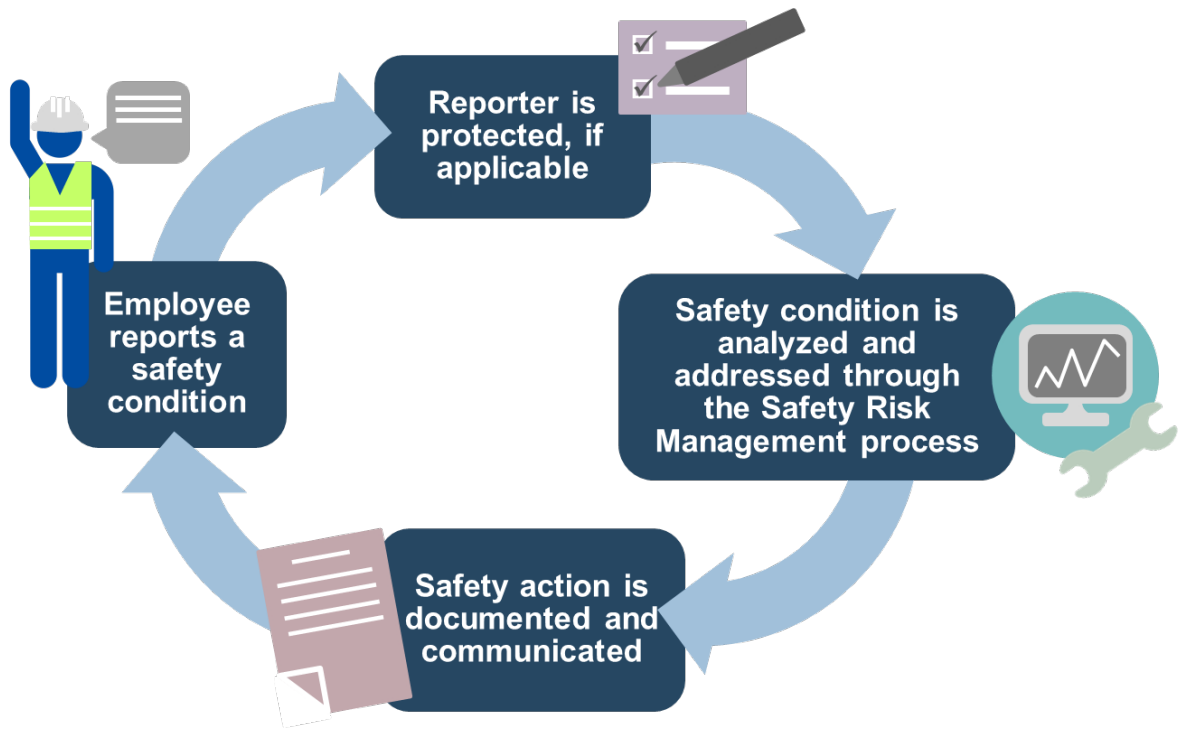 Reporter is
protected, if
applicable
Safety condition is
analyzed and
addressed through
the Safety Risk
Management process
Safety action is
documented and
communicated
Employee
reports a
safety
condition